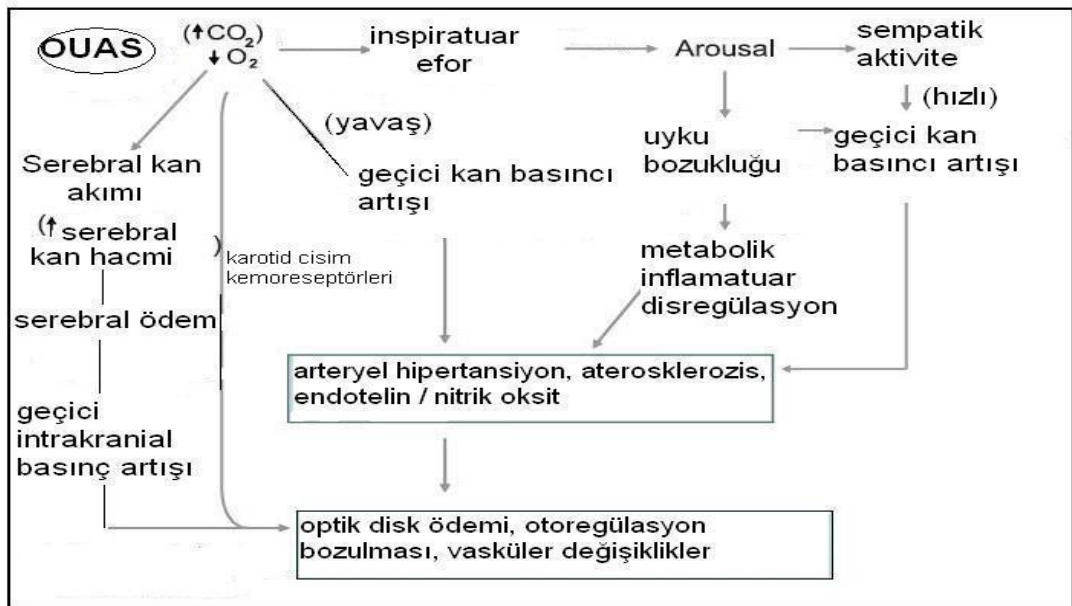 OUAS
(↑CO₂)
↓ O₂
inspiratuar
efor
Arousal
sempatik
aktivite
(yavaş)
(hızlı)
Serebral kan
akımı
(↑ serebral
kan hacmi )
geçici kan basıncı
artışı
uyku
bozukluğu
geçici kan
basıncı artışı
karotid cisim
kemoreseptörleri
metabolik
inflamatuar
disregülasyon
serebral ödem
arteryel hipertansiyon, aterosklerozis,
endotelin / nitrik oksit
geçici
intrakranial
basınç artışı
optik disk ödemi, otoregülasyon
bozulması, vasküler değişiklikler